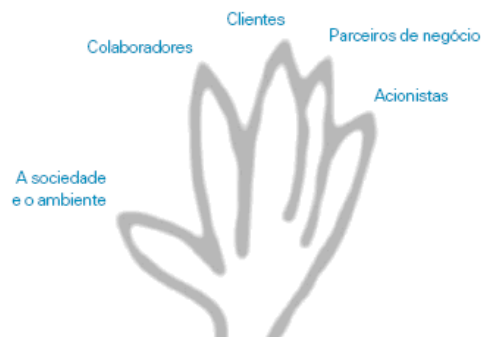 Clientes
Parceiros de negócio
Colaboradores
Acionistas
A sociedade
e o ambiente